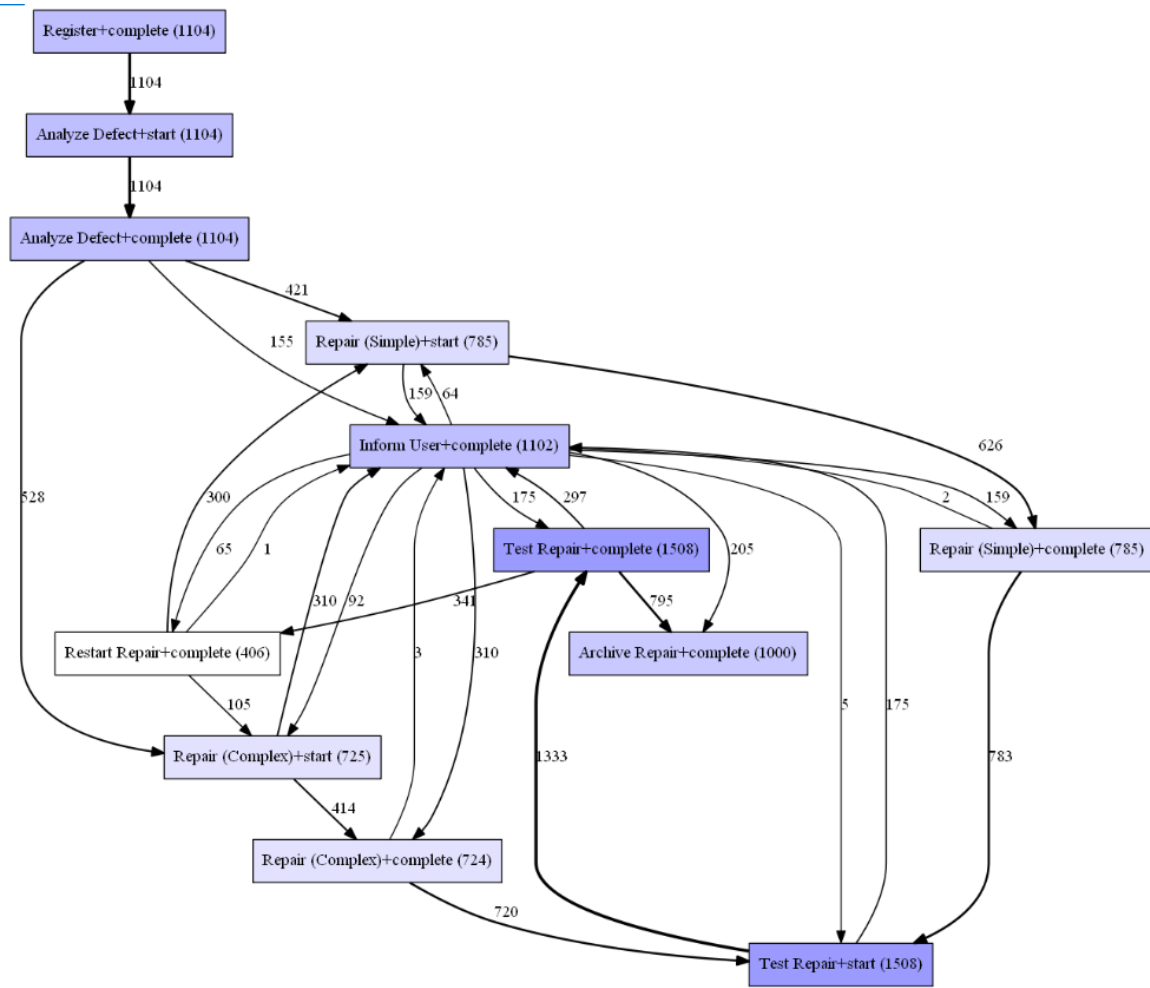 Register+complete (1104)
1104
Analyze Defect+start (1104)
1104
Analyze Defect+complete (1104)
421
155
Repair (Simple)+start (785)
159
64
Inform User+complete (1102)
626
528
300
65
1
310
92
175
297
205
2
159
Test Repair+complete (1508)
Repair (Simple)+complete (785)
341
795
Restart Repair+complete (406)
Archive Repair+complete (1000)
3
310
105
5
175
Repair (Complex)+start (725)
1333
783
414
Repair (Complex)+complete (724)
720
Test Repair+start (1508)